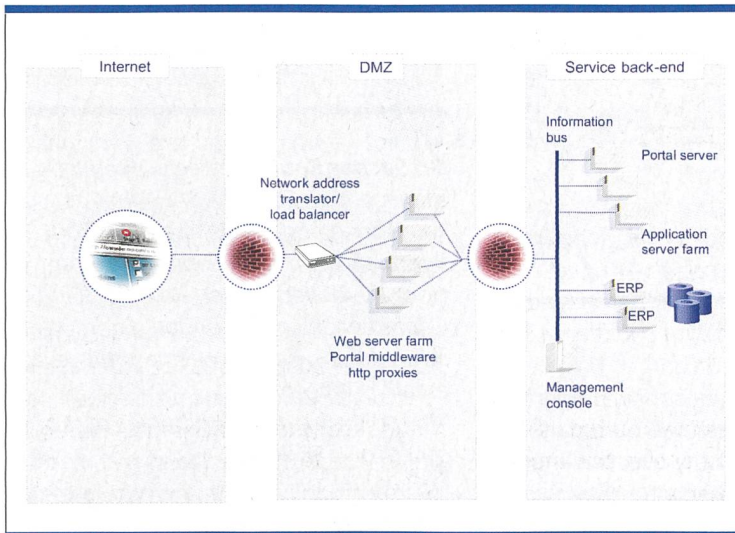 Internet
DMZ
Service back-end
Network address
translator/
load balancer
Web server farm
Portal middleware
http proxies
Information
bus
Portal server
Application
server farm
ERP
ERP
Management
console